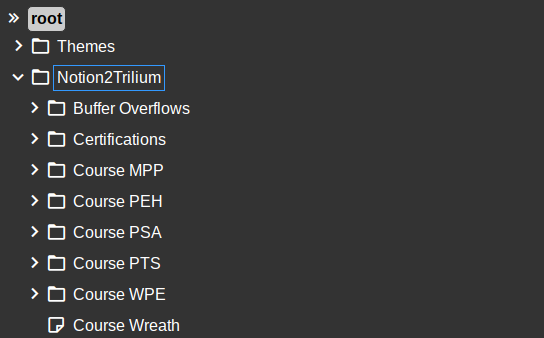 root
Themes
Notion2Trilium
Buffer Overflows
Certifications
Course MPP
Course PEH
Course PSA
Course PTS
Course WPE
Course Wreath